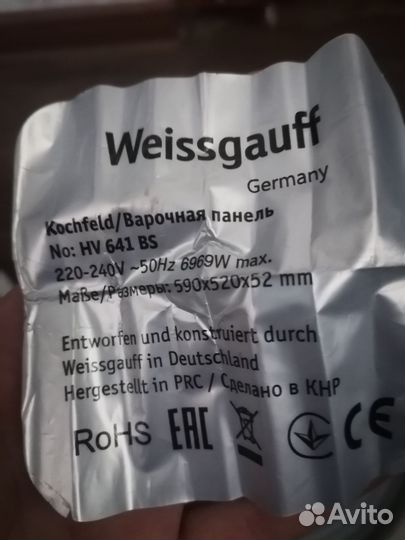 Weissgauff
Germany
Kochfeld/Варочная панель
No: HV 641 BS
220-240V ~50Hz 6969W max.
Maße/Размеры: 590x520x52 mm
Entworfen und konstruiert durch
Weissgauff in Deutschland
Hergestellt in PRC / Сделано в КНР
RoHS EAC CE
Avito